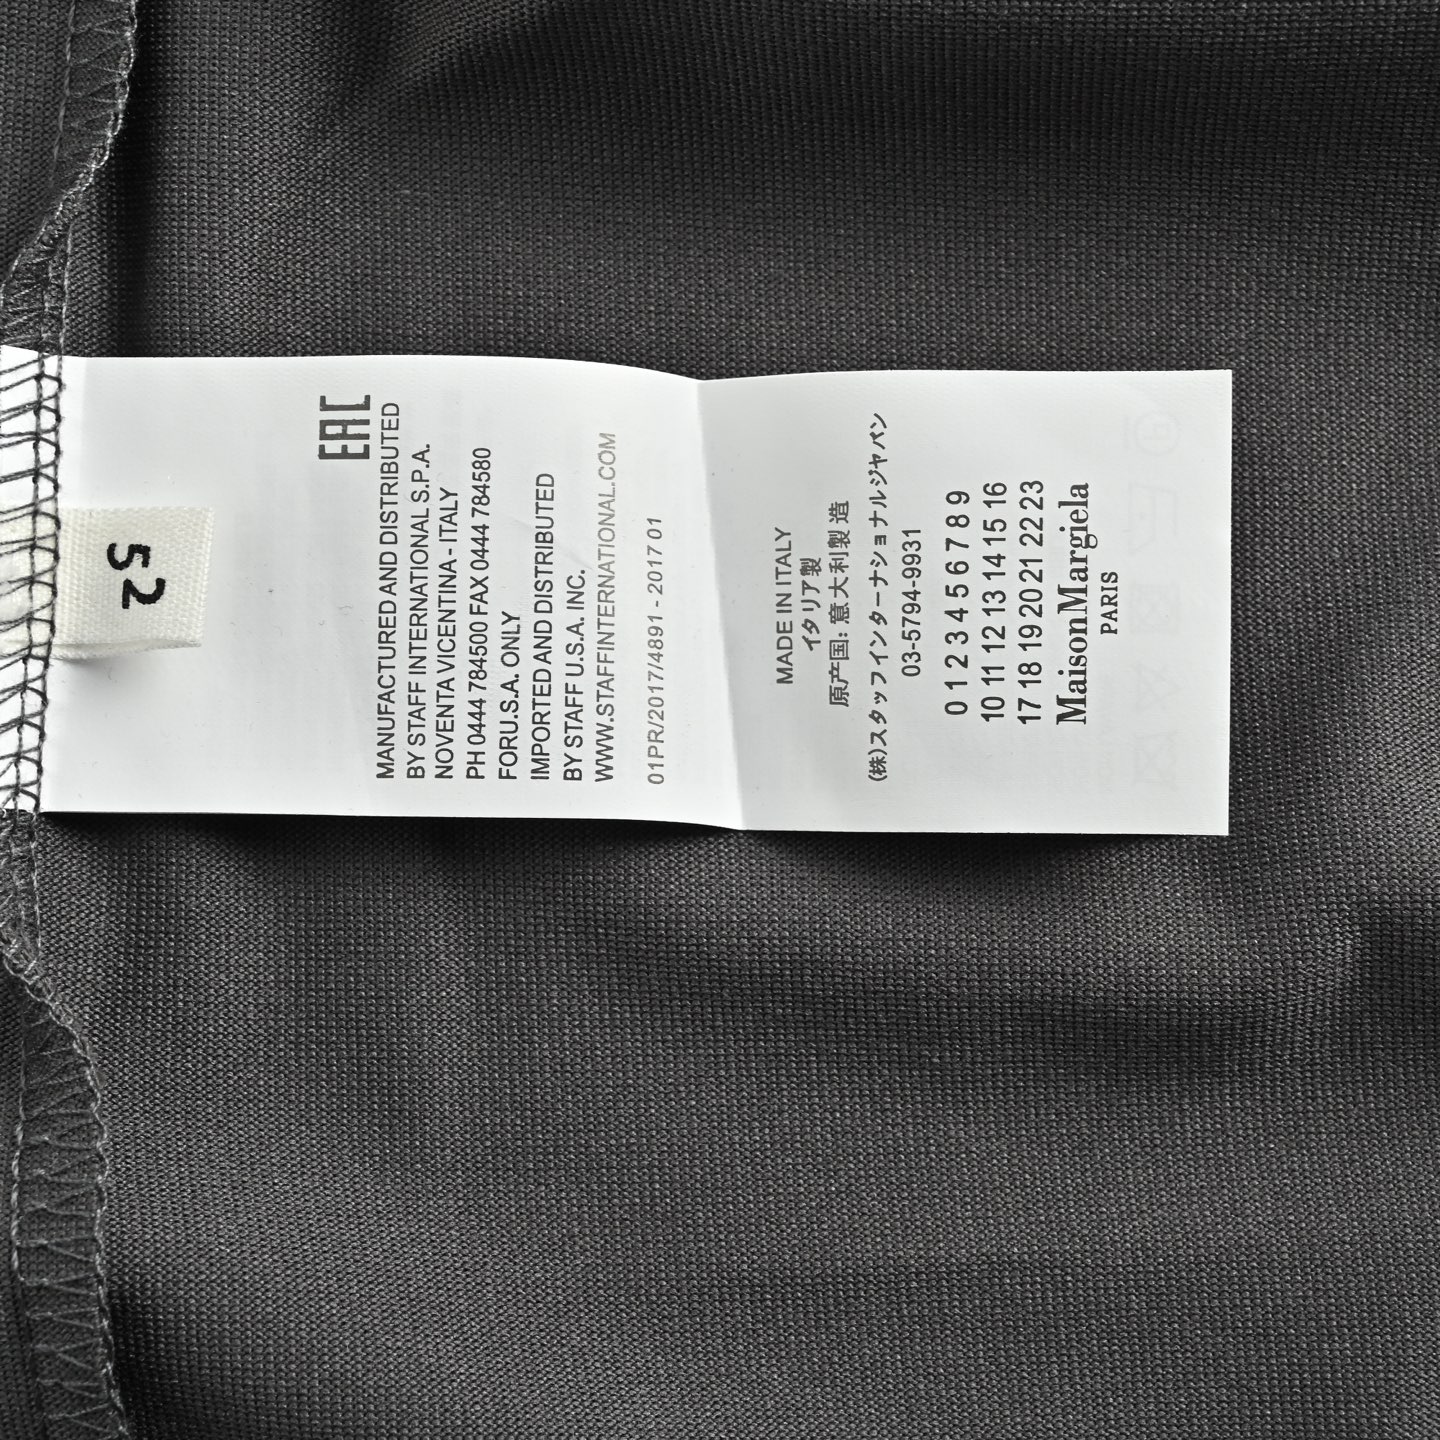 52
EAC
MANUFACTURED AND DISTRIBUTED
BY STAFF INTERNATIONAL S.P.A.
NOVENTA VICENTINA - ITALY
PH 0444 784500 FAX 0444 784580
FOR U.S.A. ONLY
IMPORTED AND DISTRIBUTED
BY STAFF U.S.A. INC.
WWW.STAFFINTERNATIONAL.COM
01PR/2017/4891 - 2017 01
MADE IN ITALY
イタリア製
原产国: 意大利製造
(株)スタッフインターナショナルジャパン
03-5794-9931
0 1 2 3 4 5 6 7 8 9
10 11 12 13 14 15 16
17 18 19 20 21 22 23
Maison Margiela
PARIS